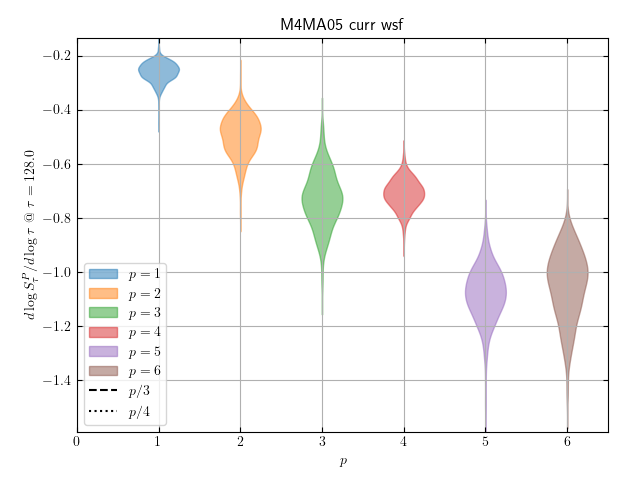 M4MA05 curr wsf
d log S_τ^P / d log τ @ τ = 128.0
−0.2
−0.4
−0.6
−0.8
−1.0
−1.2
−1.4
p = 1
p = 2
p = 3
p = 4
p = 5
p = 6
p/3
p/4
0 1 2 3 4 5 6
p